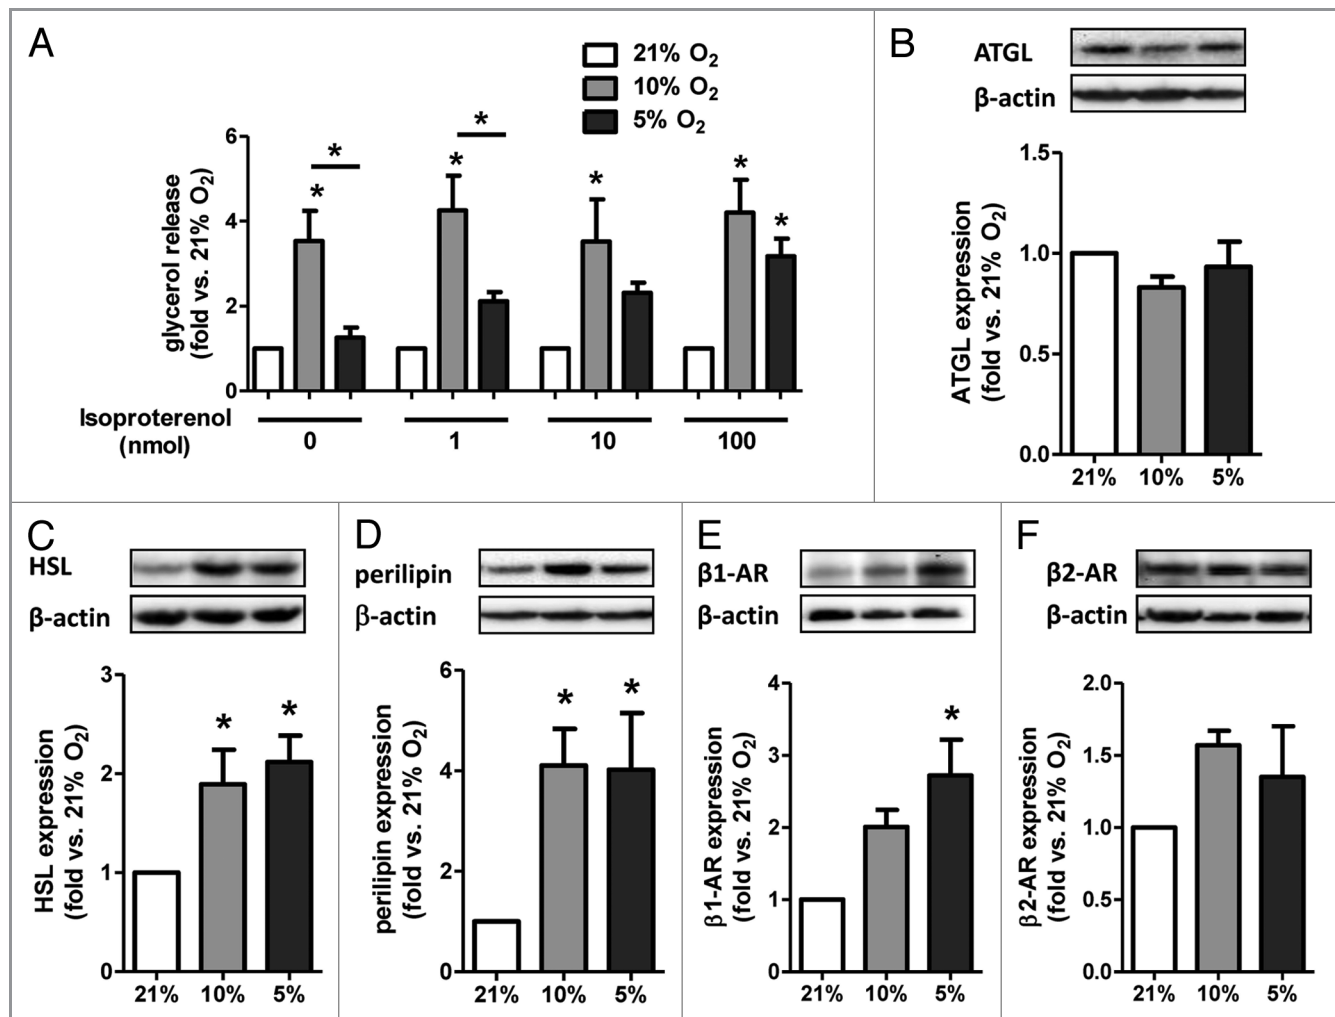 A
21% O2
10% O2
5% O2
glycerol release
(fold vs. 21% O2)
6
4
2
0
* * * * * * *
Isoproterenol
(nmol)
0 1 10 100
B
ATGL
β-actin
ATGL expression
(fold vs. 21% O2)
1.5
1.0
0.5
0.0
21% 10% 5%
C
HSL
β-actin
HSL expression
(fold vs. 21% O2)
3
2
1
0
* *
21% 10% 5%
D
perilipin
β-actin
perilipin expression
(fold vs. 21% O2)
6
4
2
0
* *
21% 10% 5%
E
β1-AR
β-actin
β1-AR expression
(fold vs. 21% O2)
4
3
2
1
0
*
21% 10% 5%
F
β2-AR
β-actin
β2-AR expression
(fold vs. 21% O2)
2.0
1.5
1.0
0.5
0.0
21% 10% 5%